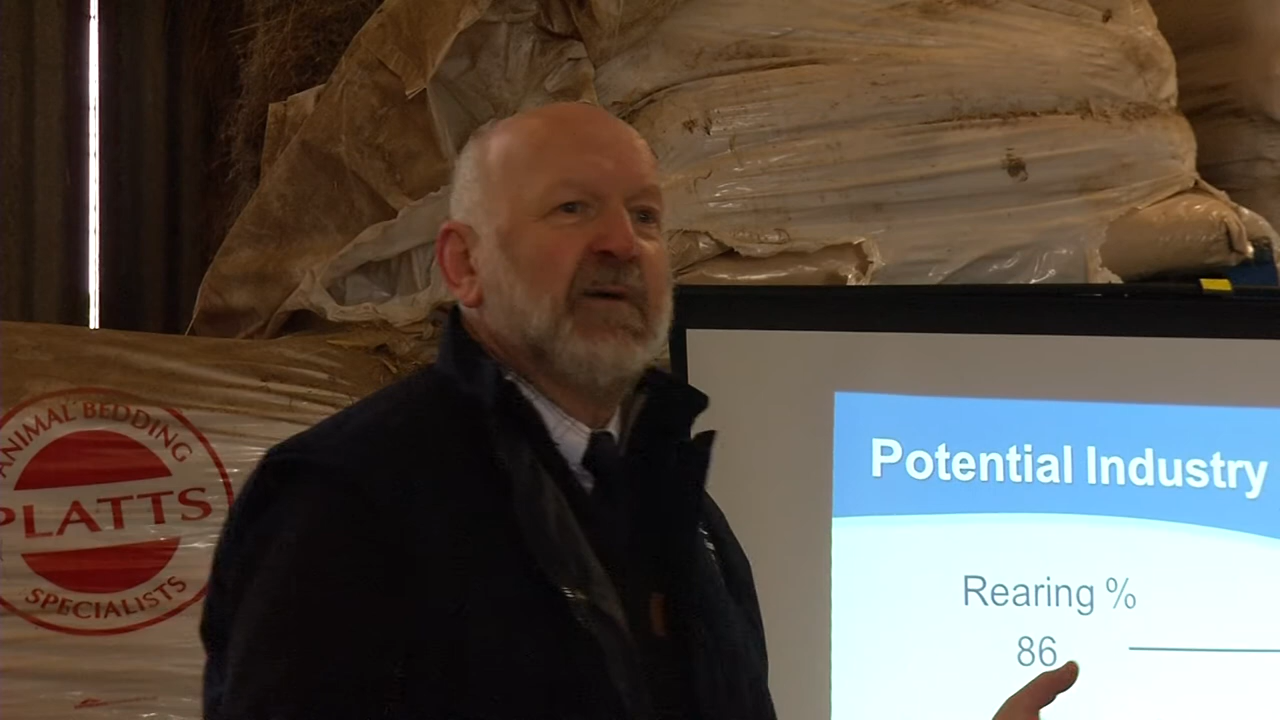 ANIMAL BEDDING
PLATTS
SPECIALISTS
Potential Industry
Rearing %
86